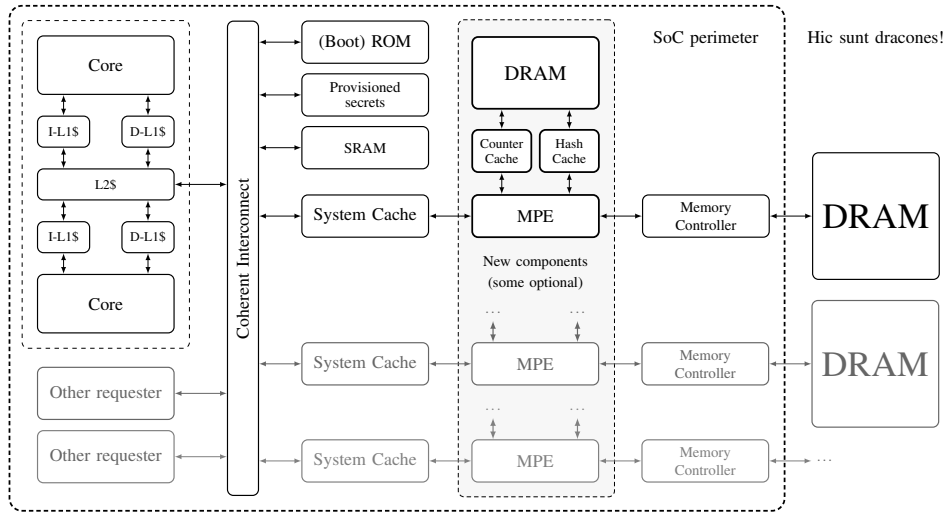 SoC perimeter
Hic sunt dracones!
Core
I-L1$
D-L1$
L2$
I-L1$
D-L1$
Core
Other requester
Other requester
Coherent Interconnect
(Boot) ROM
Provisioned
secrets
SRAM
System Cache
DRAM
Counter
Cache
Hash
Cache
MPE
New components
(some optional)
Memory
Controller
DRAM
System Cache
...
...
MPE
Memory
Controller
DRAM
System Cache
...
...
MPE
Memory
Controller
...